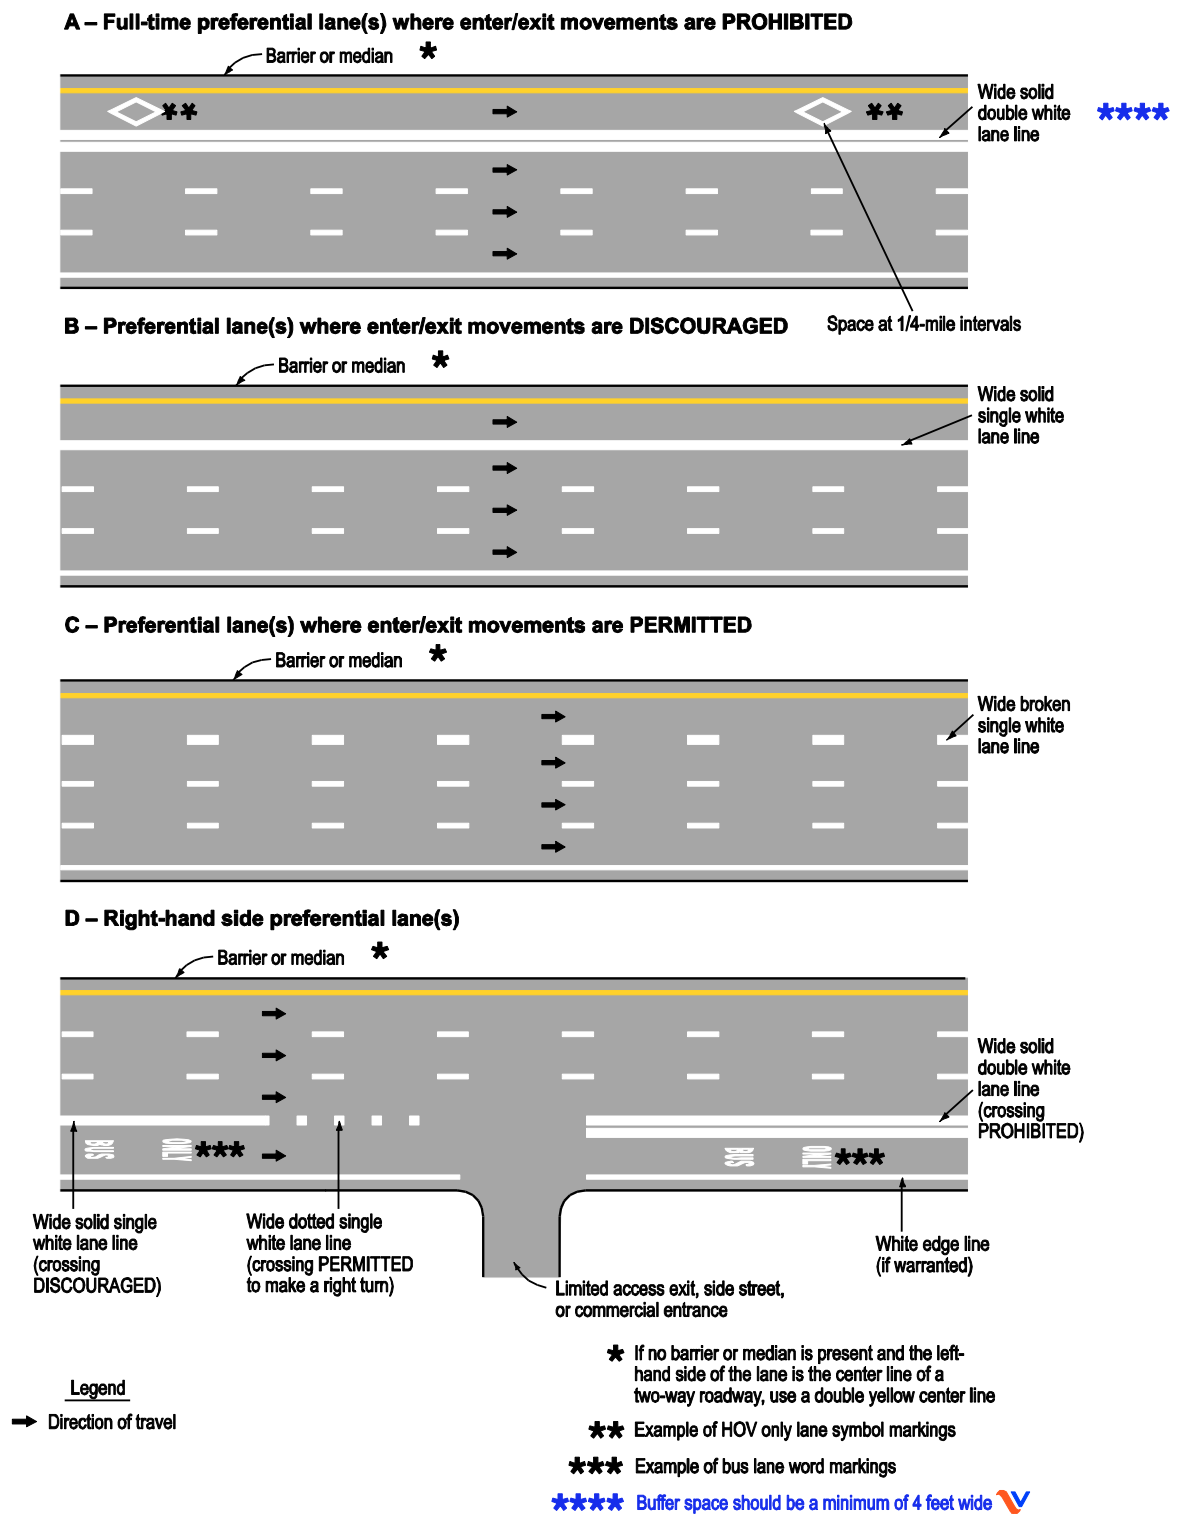 A – Full-time preferential lane(s) where enter/exit movements are PROHIBITED
Barrier or median *
Wide solid
double white
lane line
****
**
**
Space at 1/4-mile intervals
B – Preferential lane(s) where enter/exit movements are DISCOURAGED
Barrier or median *
Wide solid
single white
lane line
C – Preferential lane(s) where enter/exit movements are PERMITTED
Barrier or median *
Wide broken
single white
lane line
D – Right-hand side preferential lane(s)
Barrier or median *
Wide solid
double white
lane line
(crossing
PROHIBITED)
BUS ONLY ***
BUS ONLY ***
Wide solid single
white lane line
(crossing
DISCOURAGED)
Wide dotted single
white lane line
(crossing PERMITTED
to make a right turn)
White edge line
(if warranted)
Limited access exit, side street,
or commercial entrance
Legend
Direction of travel
* If no barrier or median is present and the left-
hand side of the lane is the center line of a
two-way roadway, use a double yellow center line
** Example of HOV only lane symbol markings
*** Example of bus lane word markings
**** Buffer space should be a minimum of 4 feet wide